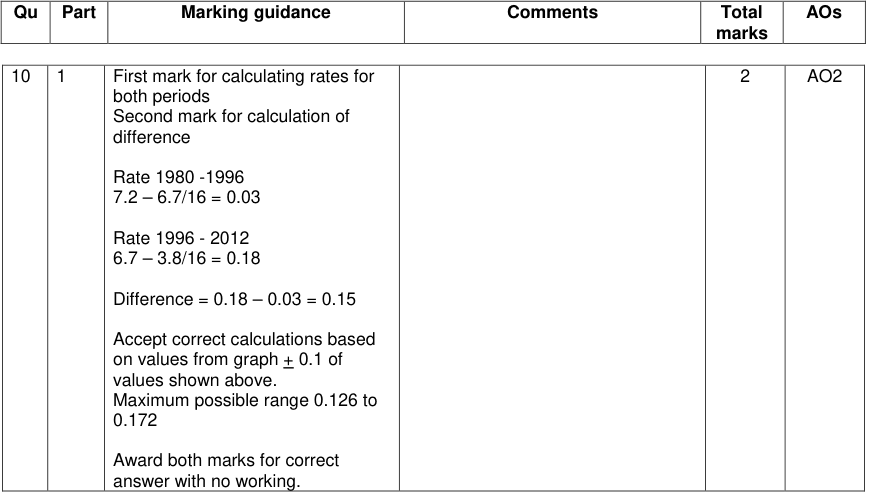 Qu Part Marking guidance Comments Total marks AOs
10 1 First mark for calculating rates for 2 AO2
both periods
Second mark for calculation of
difference
Rate 1980 -1996
7.2 – 6.7/16 = 0.03
Rate 1996 - 2012
6.7 – 3.8/16 = 0.18
Difference = 0.18 – 0.03 = 0.15
Accept correct calculations based
on values from graph ± 0.1 of
values shown above.
Maximum possible range 0.126 to
0.172
Award both marks for correct
answer with no working.